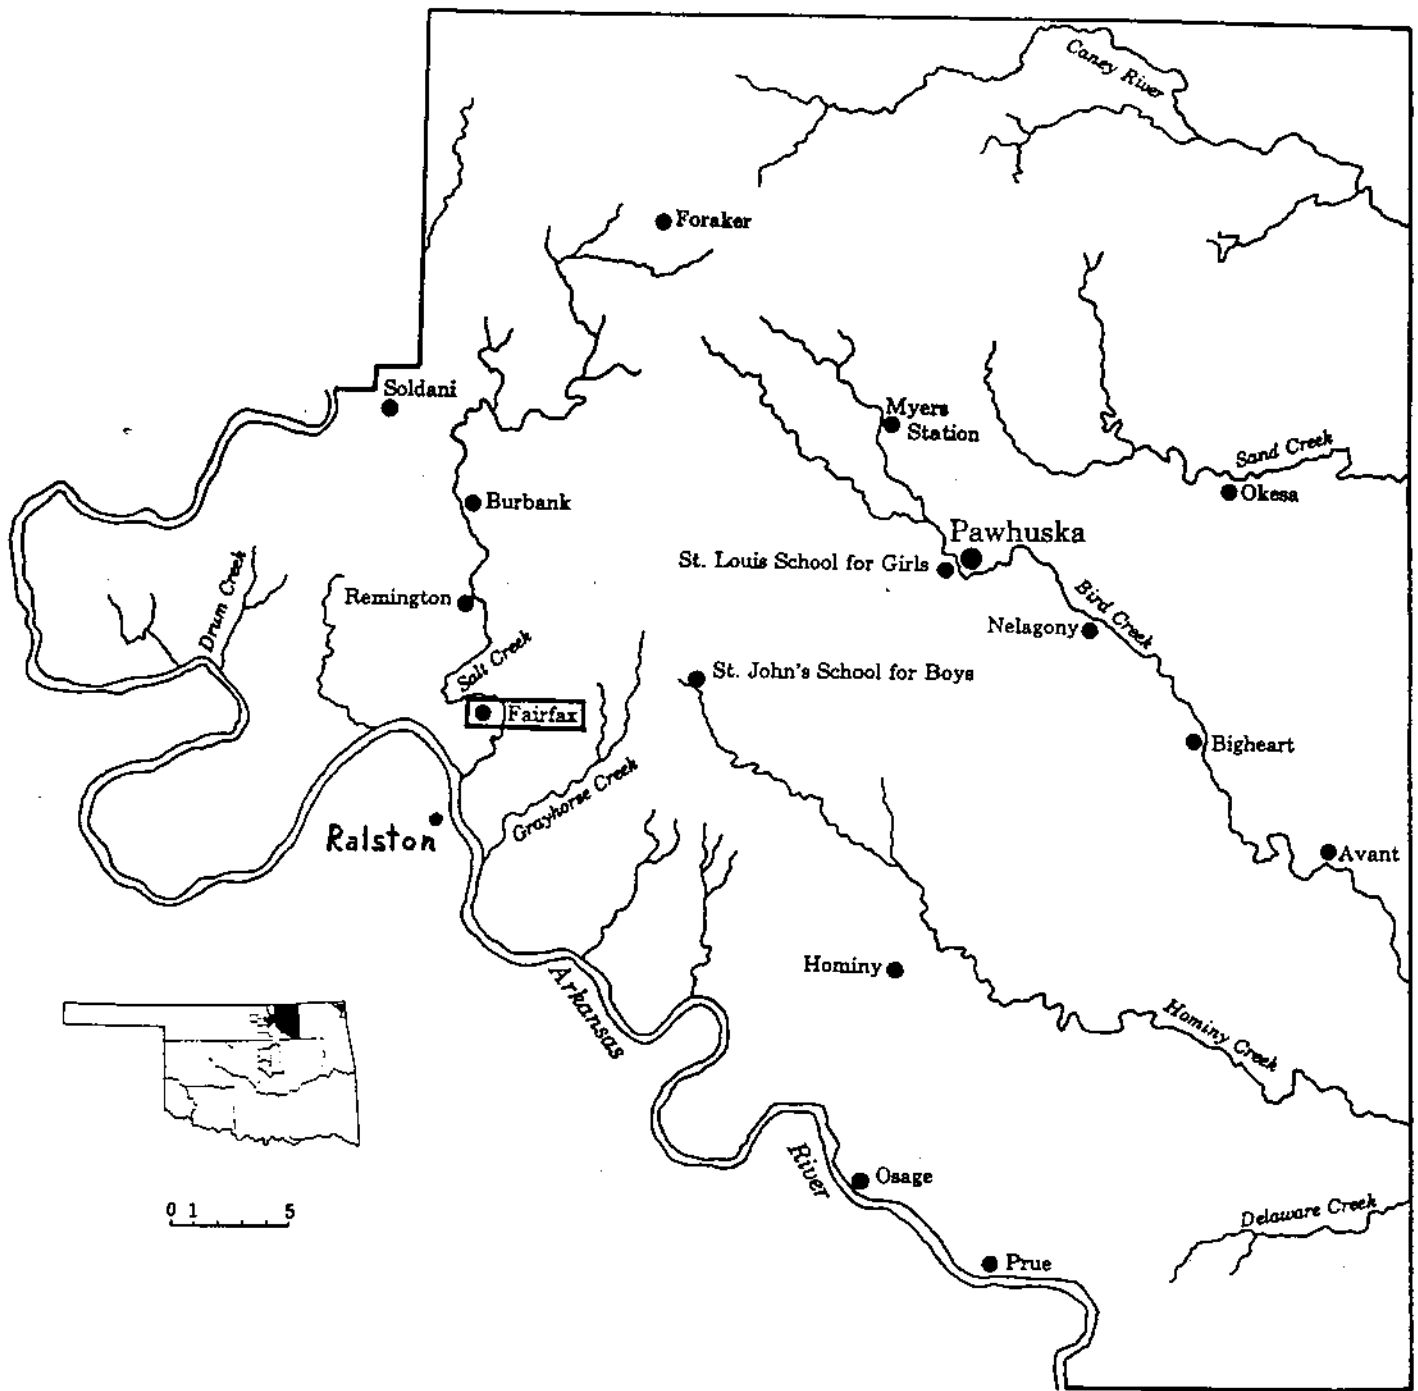 Caney River
Foraker
Soldani
Myers
Station
Sand Creek
Okesa
Burbank
Pawhuska
St. Louis School for Girls
Drum Creek
Remington
Bird Creek
Nelagony
Salt Creek
St. John's School for Boys
Fairfax
Bigheart
Grayhorse Creek
Ralston
Avant
Hominy
Arkansas
Hominy Creek
River
Osage
Delaware Creek
0 1 5
Prue